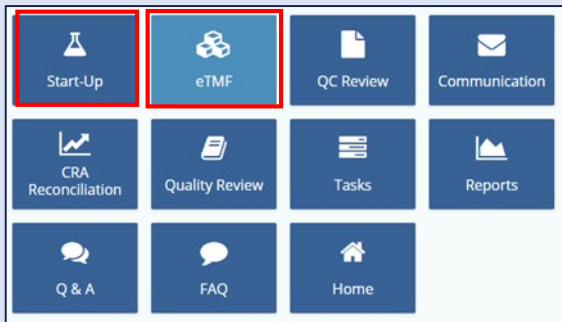 Start-Up
eTMF
QC Review
Communication
CRA
Reconciliation
Quality Review
Tasks
Reports
Q & A
FAQ
Home